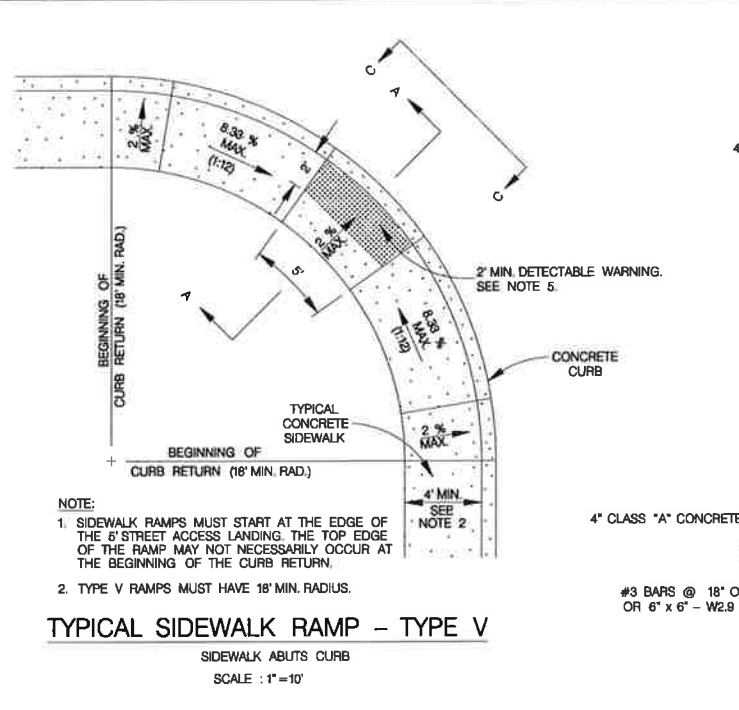 C
A
2 %
MAX.
8.33 %
MAX.
(1:12)
2'
C
2 %
MAX.
5'
2' MIN. DETECTABLE WARNING.
SEE NOTE 5.
A
8.33 %
MAX.
(1:12)
BEGINNING OF
CURB RETURN (18' MIN. RAD.)
CONCRETE
CURB
TYPICAL
CONCRETE
SIDEWALK
2 %
MAX.
BEGINNING OF
CURB RETURN (18' MIN. RAD.)
4' MIN.
SEE
NOTE 2
NOTE:
1. SIDEWALK RAMPS MUST START AT THE EDGE OF
THE 5' STREET ACCESS LANDING. THE TOP EDGE
OF THE RAMP MAY NOT NECESSARILY OCCUR AT
THE BEGINNING OF THE CURB RETURN.
2. TYPE V RAMPS MUST HAVE 18' MIN. RADIUS.
TYPICAL SIDEWALK RAMP - TYPE V
SIDEWALK ABUTS CURB
SCALE : 1"=10'
4
4" CLASS "A" CONCRETE
#3 BARS @ 18" O
OR 6" x 6" - W2.9